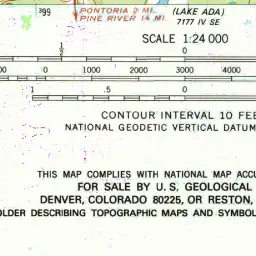 399
PONTORIA 2 MI.
PINE RIVER 14 MI.
(LAKE ADA)
7177 IV SE
SCALE 1:24 000
½ 0
0 1000 2000 3000 4000
1 .5 0
CONTOUR INTERVAL 10 FEE
NATIONAL GEODETIC VERTICAL DATUM
THIS MAP COMPLIES WITH NATIONAL MAP ACCU
FOR SALE BY U.S. GEOLOGICAL
DENVER, COLORADO 80225, OR RESTON,
OLDER DESCRIBING TOPOGRAPHIC MAPS AND SYMBOL